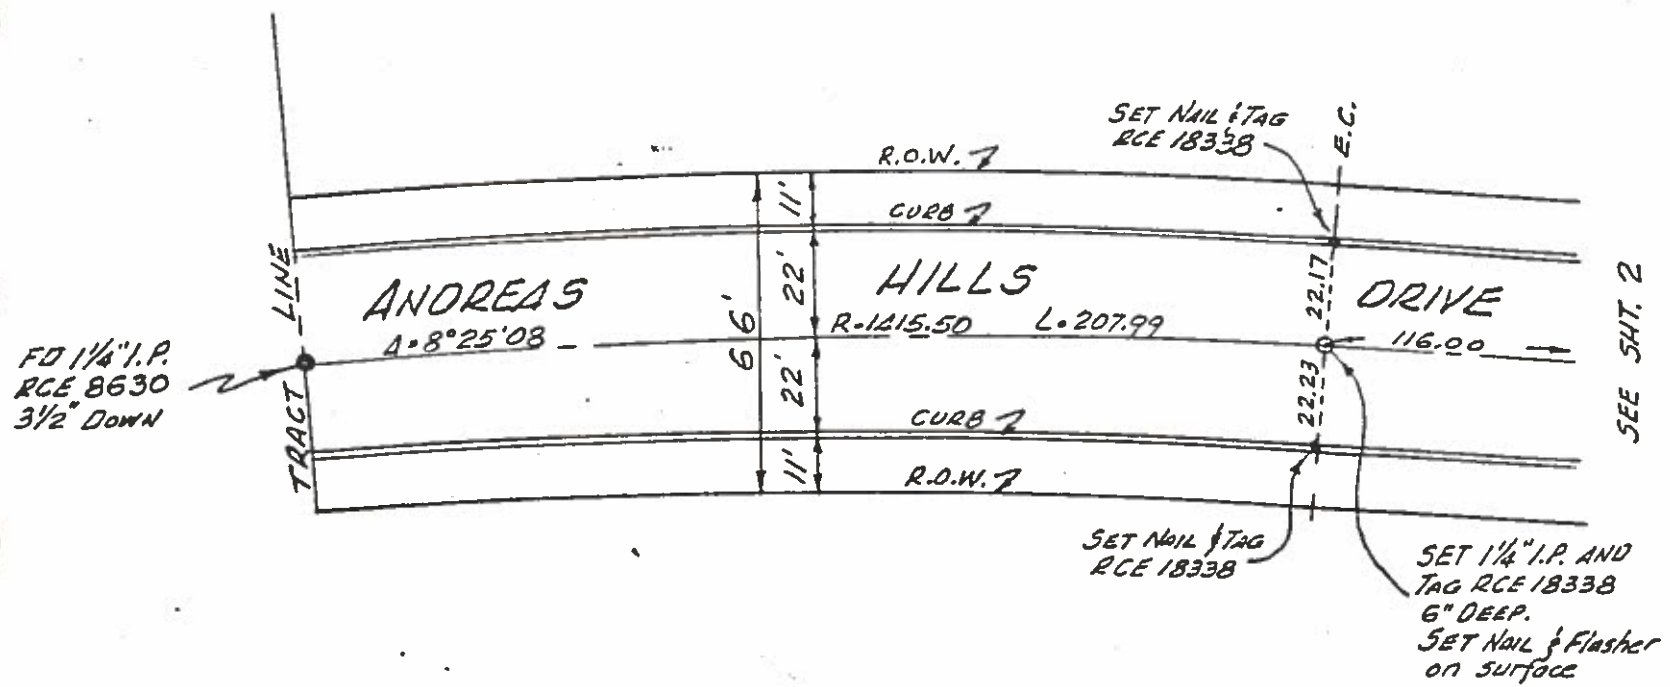 SET NAIL & TAG
RCE 18338
E.C.
R.O.W.
11'
CURB
TRACT LINE
ANDREAS HILLS DRIVE
22'
22.17
66'
Δ=8°25'08
R=1415.50
L=207.99
116.00
SEE SHT. 2
FD 1¼" I.P.
RCE 8630
3½" DOWN
22'
22.23
CURB
11'
R.O.W.
SET NAIL & TAG
RCE 18338
SET 1¼" I.P. AND
TAG RCE 18338
6" DEEP.
SET NAIL & Flasher
on surface